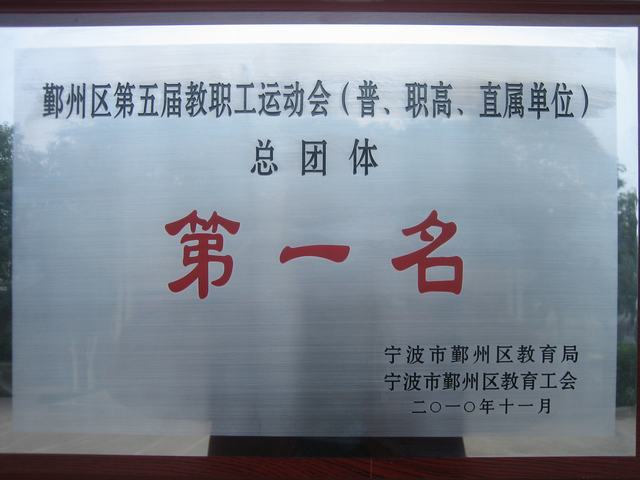 鄞州区第五届教职工运动会（普、职高、直属单位）
总团体
第一名
宁波市鄞州区教育局
宁波市鄞州区教育工会
二〇一〇年十一月